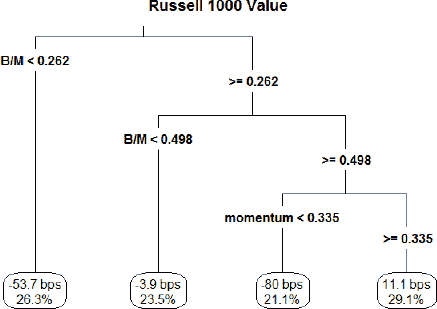 Russell 1000 Value
B/M < 0.262
>= 0.262
B/M < 0.498
>= 0.498
momentum < 0.335
>= 0.335
-53.7 bps
26.3%
-3.9 bps
23.5%
-80 bps
21.1%
11.1 bps
29.1%